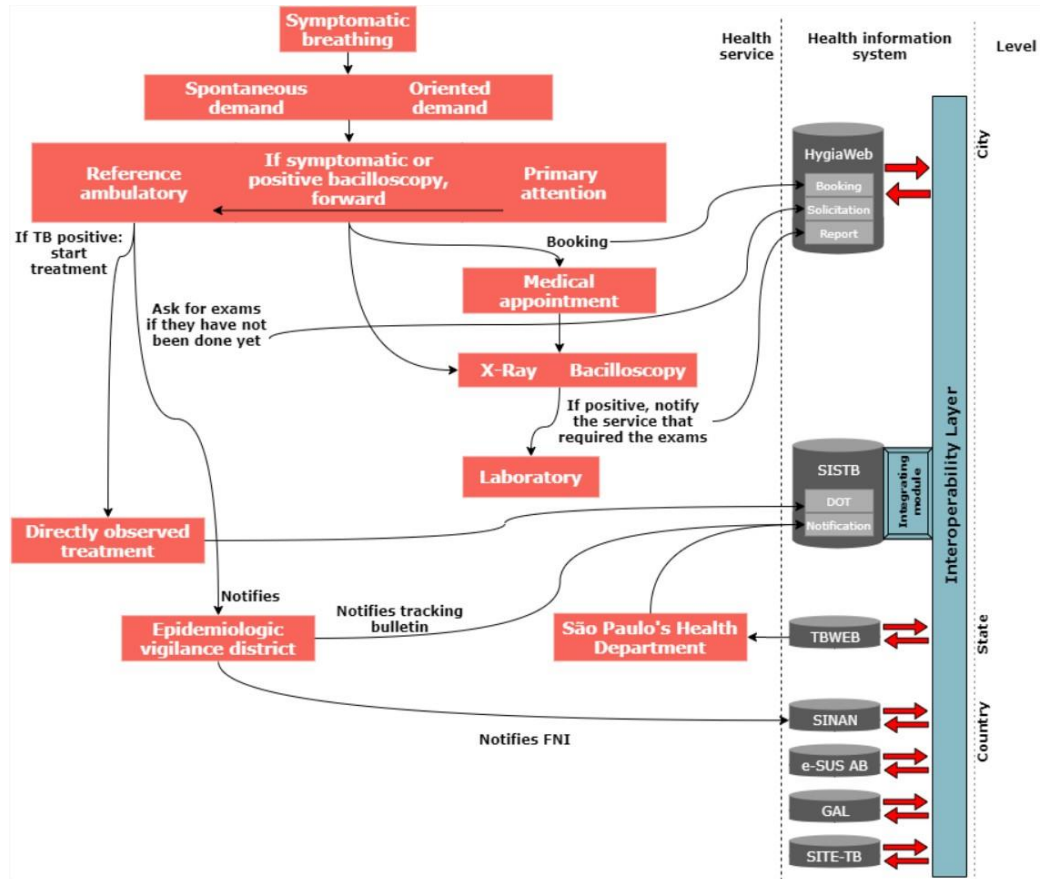 Symptomatic
breathing
Health
service
Health information
system
Level
Spontaneous
demand
Oriented
demand
City
HygiaWeb
Booking
Solicitation
Report
Reference
ambulatory
If symptomatic or
positive bacilloscopy,
forward
Primary
attention
If TB positive:
start
treatment
Booking
Medical
appointment
Ask for exams
if they have not
been done yet
X-Ray
Bacilloscopy
If positive, notify
the service that
required the exams
Laboratory
SISTB
DOT
Notification
Integrating
module
Interoperability Layer
Directly observed
treatment
Notifies
Notifies tracking
bulletin
Epidemiologic
vigilance district
São Paulo's Health
Department
TBWEB
State
SINAN
Notifies FNI
Country
e-SUS AB
GAL
SITE-TB